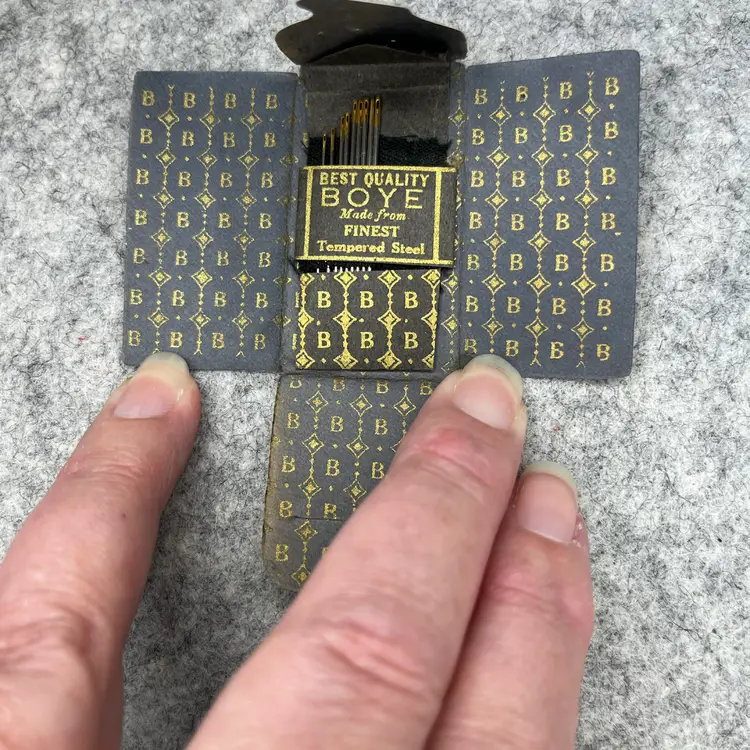 BEST QUALITY
BOYE
Made from
FINEST
Tempered Steel
B B B
B B B